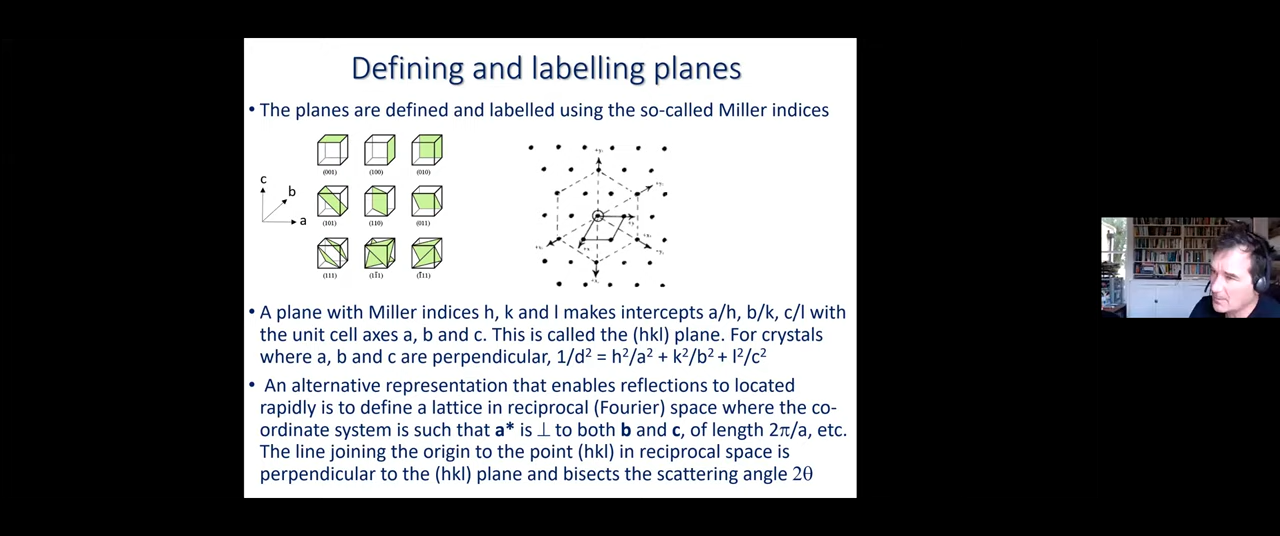 Defining and labelling planes
• The planes are defined and labelled using the so-called Miller indices
(001) (100) (010)
c
b
a
(101) (110) (011)
(111) (11̄1) (1̄11)
• A plane with Miller indices h, k and l makes intercepts a/h, b/k, c/l with
the unit cell axes a, b and c. This is called the (hkl) plane. For crystals
where a, b and c are perpendicular, 1/d² = h²/a² + k²/b² + l²/c²
• An alternative representation that enables reflections to located
rapidly is to define a lattice in reciprocal (Fourier) space where the co-
ordinate system is such that a* is ⊥ to both b and c, of length 2π/a, etc.
The line joining the origin to the point (hkl) in reciprocal space is
perpendicular to the (hkl) plane and bisects the scattering angle 2θ